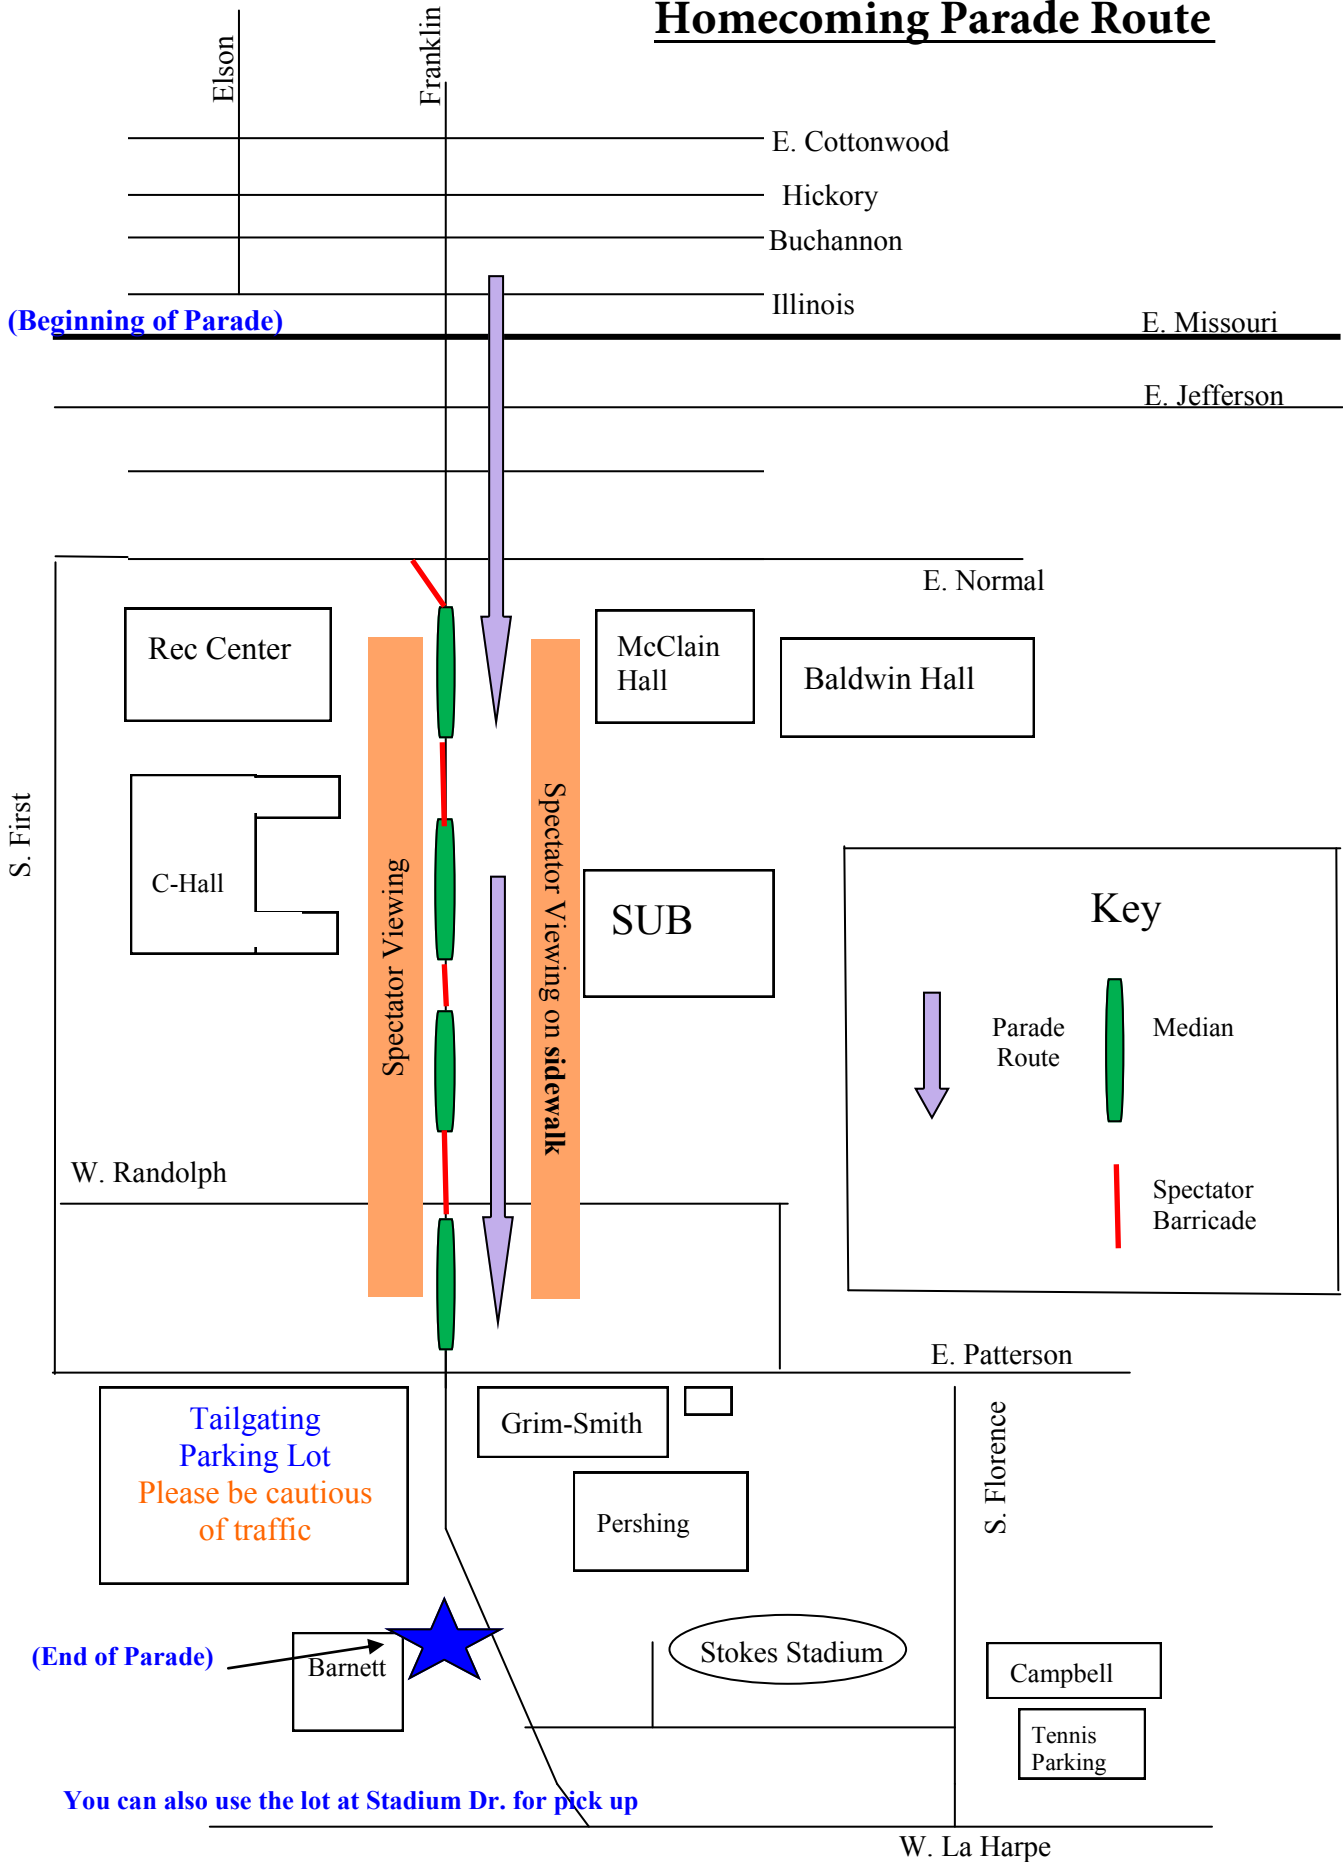 Homecoming Parade Route
Elson
Franklin
E. Cottonwood
Hickory
Buchannon
Illinois
(Beginning of Parade)
E. Missouri
E. Jefferson
E. Normal
Rec Center
McClain
Hall
Baldwin Hall
S. First
C-Hall
Spectator Viewing
Spectator Viewing on sidewalk
SUB
Key
Parade
Route
Median
Spectator
Barricade
W. Randolph
E. Patterson
Tailgating
Parking Lot
Please be cautious
of traffic
Grim-Smith
Pershing
S. Florence
(End of Parade)
Barnett
Stokes Stadium
Campbell
Tennis
Parking
You can also use the lot at Stadium Dr. for pick up
W. La Harpe